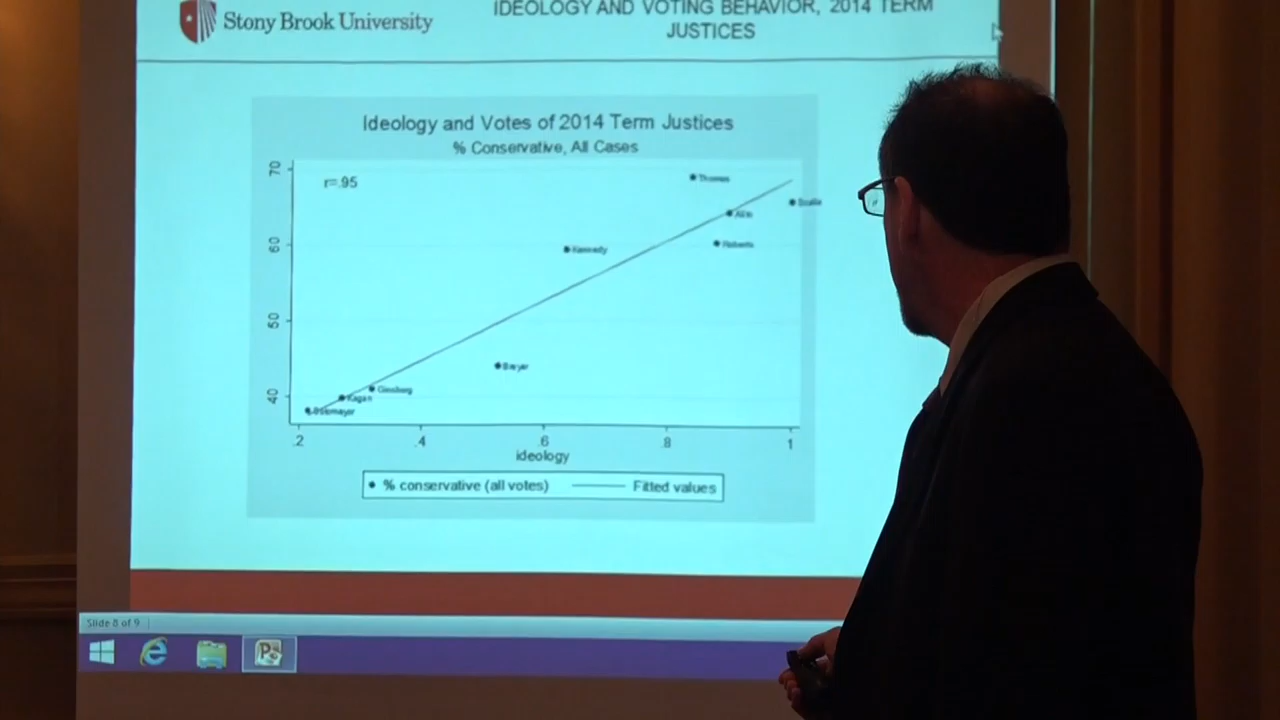 Stony Brook University
IDEOLOGY AND VOTING BEHAVIOR, 2014 TERM
JUSTICES
Ideology and Votes of 2014 Term Justices
% Conservative, All Cases
r=.95
70
60
50
40
Thomas
Scalia
Alito
Roberts
Kennedy
Breyer
Ginsburg
Kagan
Sotomayor
.2 .4 .6 .8 1
ideology
% conservative (all votes) Fitted values
Slide 8 of 9